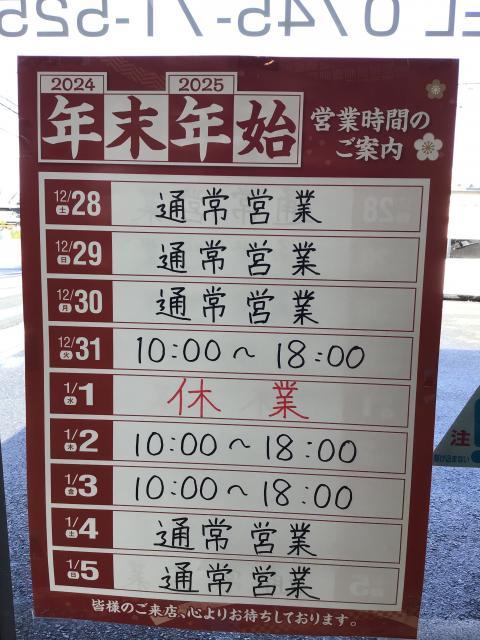 2024 2025
年末年始
営業時間の
ご案内
12/28 土 通常営業
12/29 日 通常営業
12/30 月 通常営業
12/31 火 10:00~18:00
1/1 水 休業
1/2 木 10:00~18:00
1/3 金 10:00~18:00
1/4 土 通常営業
1/5 日 通常営業
皆様のご来店、心よりお待ちしております。
注